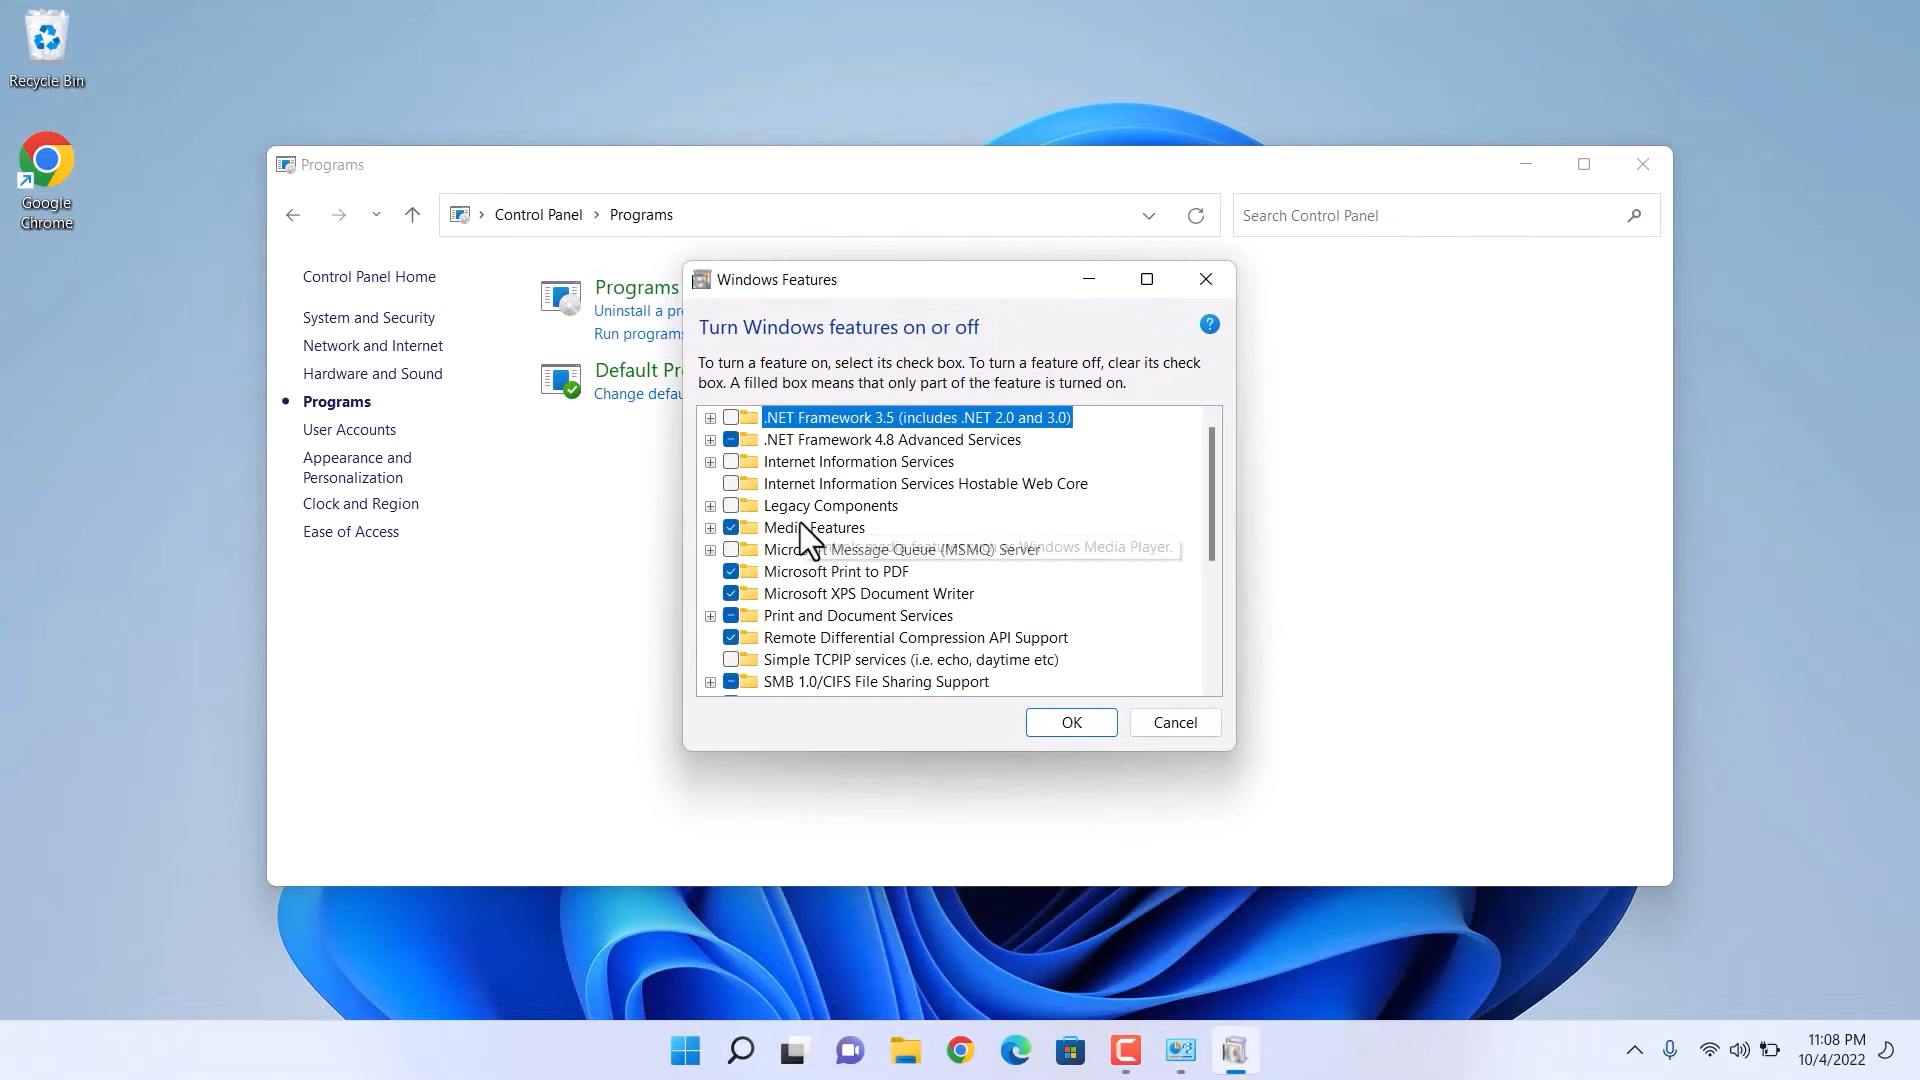 Recycle Bin
Google
Chrome
Programs
Control Panel
Programs
Search Control Panel
Control Panel Home
System and Security
Network and Internet
Hardware and Sound
Programs
User Accounts
Appearance and
Personalization
Clock and Region
Ease of Access
Programs
Uninstall a pr
Run programs
Default Pr
Change defau
Windows Features
Turn Windows features on or off
To turn a feature on, select its check box. To turn a feature off, clear its check
box. A filled box means that only part of the feature is turned on.
.NET Framework 3.5 (includes .NET 2.0 and 3.0)
.NET Framework 4.8 Advanced Services
Internet Information Services
Internet Information Services Hostable Web Core
Legacy Components
Media Features
Microsoft Message Queue (MSMQ) Server
Windows Media Player.
Microsoft Print to PDF
Microsoft XPS Document Writer
Print and Document Services
Remote Differential Compression API Support
Simple TCPIP services (i.e. echo, daytime etc)
SMB 1.0/CIFS File Sharing Support
OK
Cancel
11:08 PM
10/4/2022